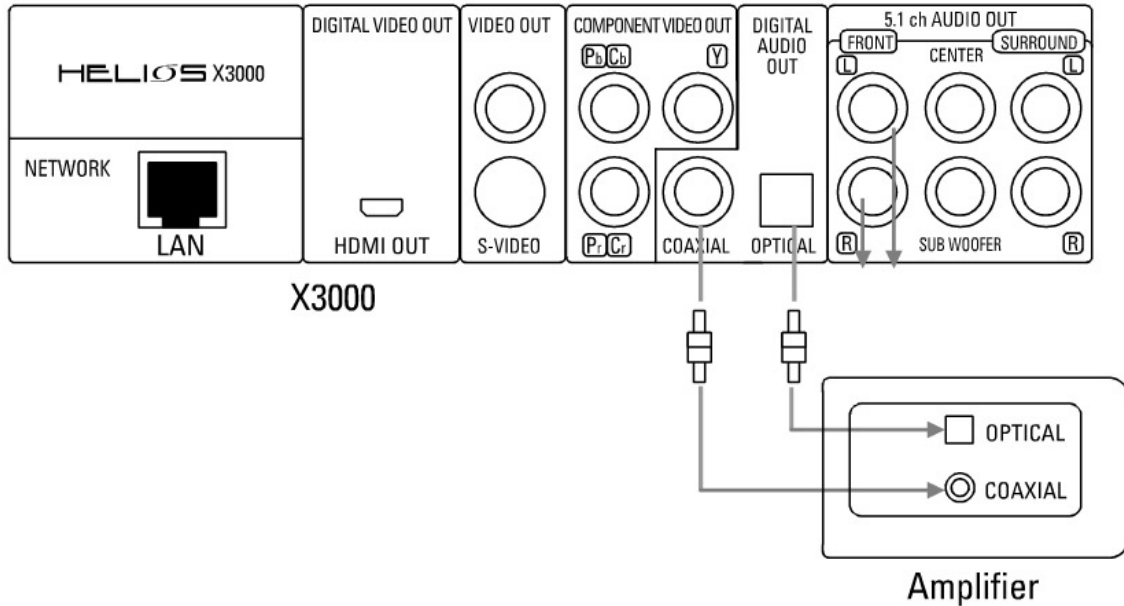 HELIOS X3000
NETWORK
LAN
DIGITAL VIDEO OUT
HDMI OUT
VIDEO OUT
S-VIDEO
COMPONENT VIDEO OUT
Pb Cb
Y
Pr Cr
DIGITAL
AUDIO
OUT
COAXIAL
OPTICAL
5.1 ch AUDIO OUT
FRONT
CENTER
SURROUND
L
L
R
SUB WOOFER
R
X3000
OPTICAL
COAXIAL
Amplifier